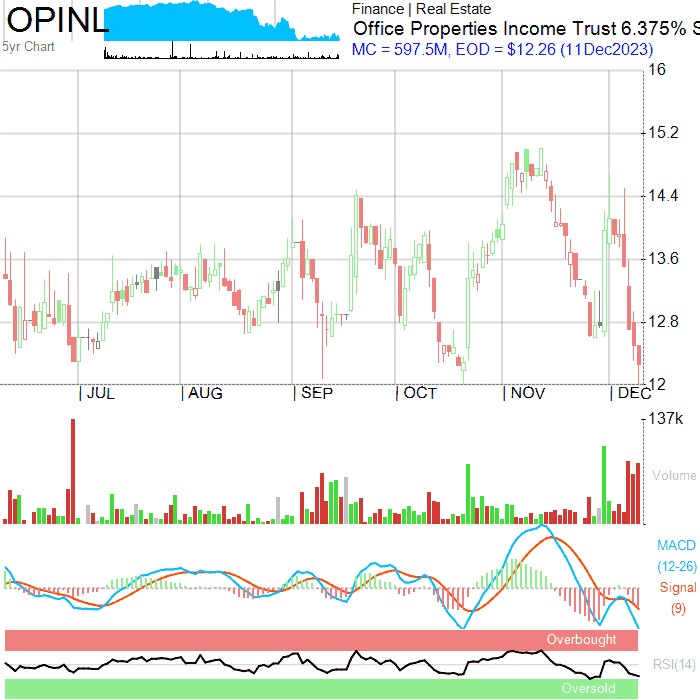 OPINL
5yr Chart
Finance | Real Estate
Office Properties Income Trust 6.375% S
MC = 597.5M, EOD = $12.26 (11Dec2023)
16
15.2
14.4
13.6
12.8
12
JUL AUG SEP OCT NOV DEC
137k
Volume
MACD
(12-26)
Signal
(9)
Overbought
RSI(14)
Oversold